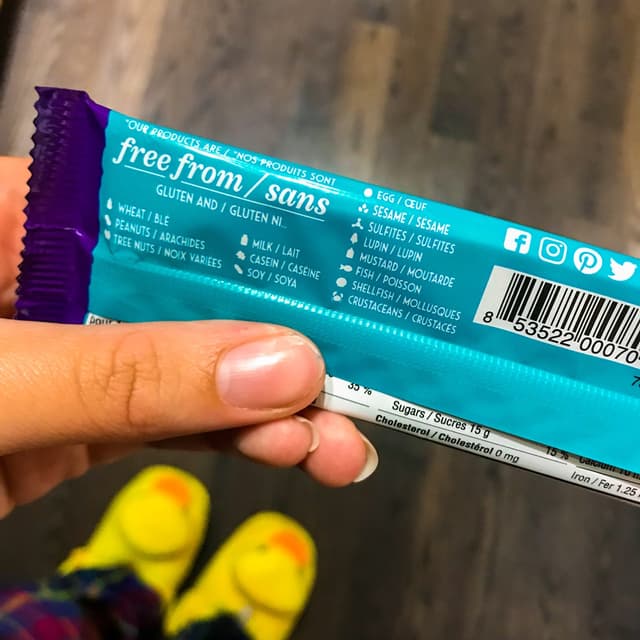 *OUR PRODUCTS ARE / *NOS PRODUITS SONT
free from / sans
GLUTEN AND / GLUTEN NI...
WHEAT / BLÉ
PEANUTS / ARACHIDES
TREE NUTS / NOIX VARIÉES
MILK / LAIT
CASEIN / CASÉINE
SOY / SOYA
EGG / ŒUF
SESAME / SÉSAME
SULFITES / SULFITES
LUPIN / LUPIN
MUSTARD / MOUTARDE
FISH / POISSON
SHELLFISH / MOLLUSQUES
CRUSTACEANS / CRUSTACÉS
8 53522 00070
35 %
Sugars / Sucres 15 g
15 %
Cholesterol / Cholestérol 0 mg
Calcium 10 m
Iron / Fer 1.25